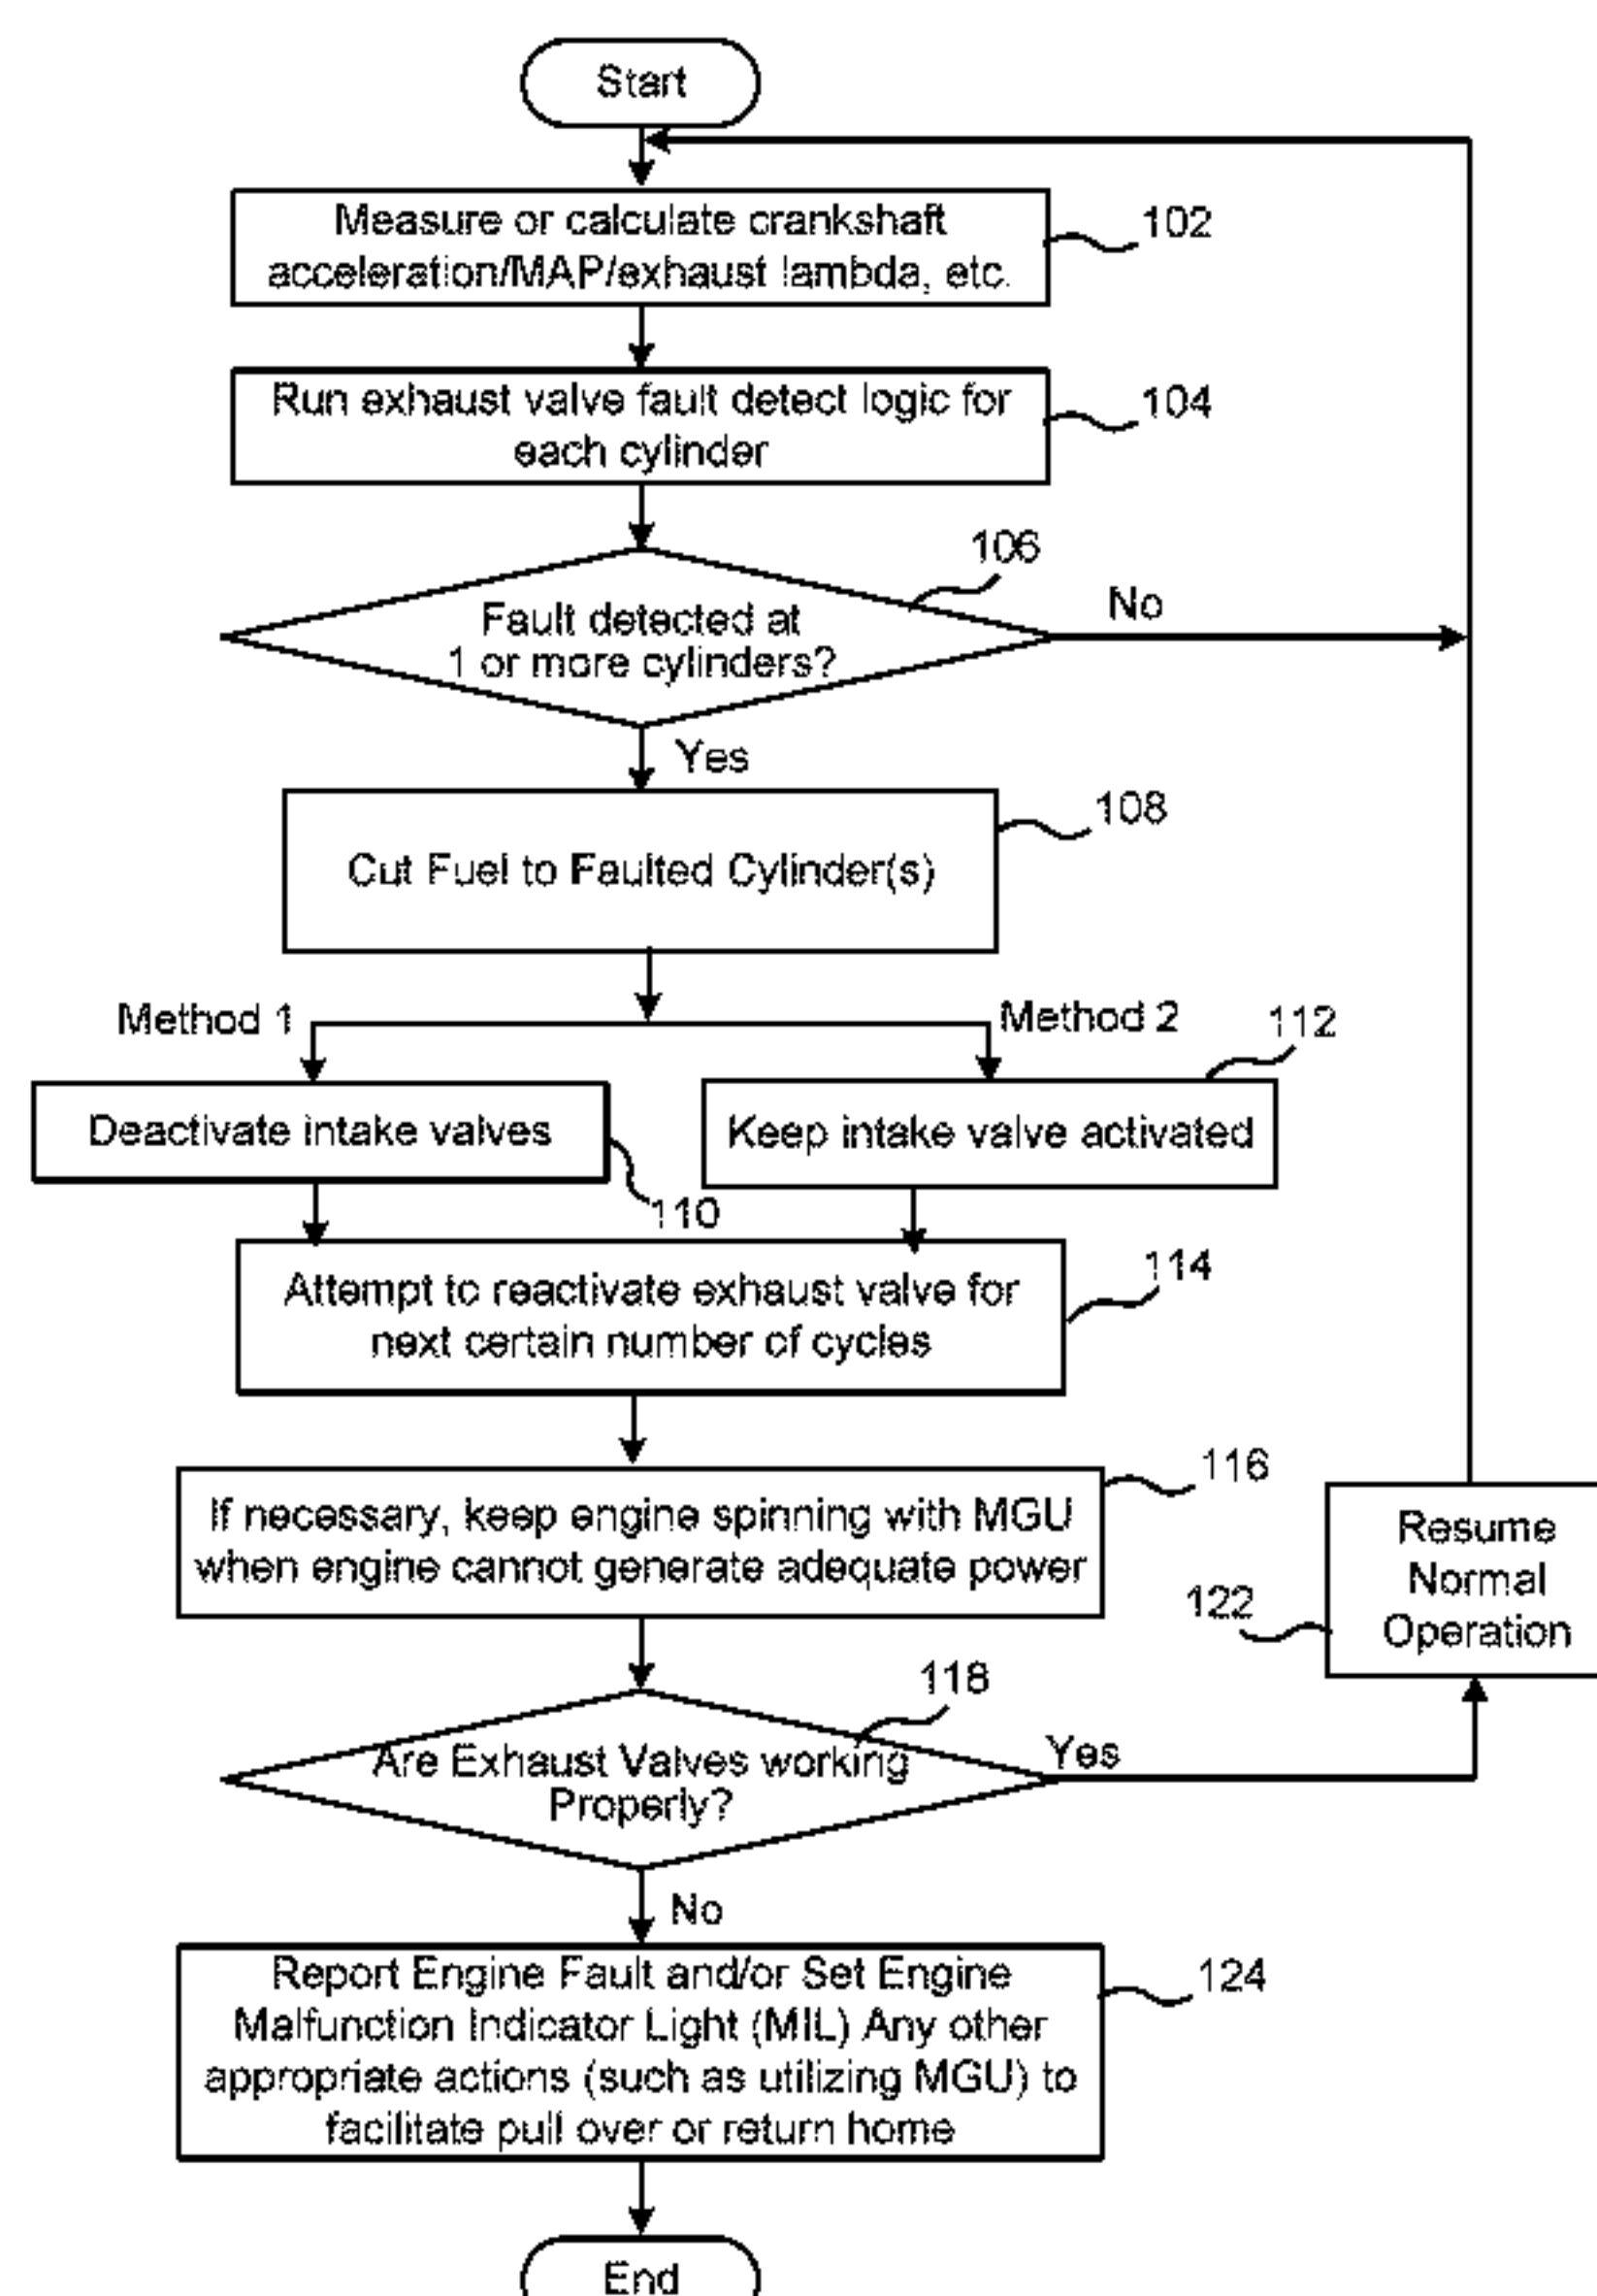 Start
Measure or calculate crankshaft
acceleration/MAP/exhaust lambda, etc.
102
Run exhaust valve fault detect logic for
each cylinder
104
106
Fault detected at
1 or more cylinders?
No
Yes
108
Cut Fuel to Faulted Cylinder(s)
Method 1
Method 2
112
Deactivate intake valves
Keep intake valve activated
110
Attempt to reactivate exhaust valve for
next certain number of cycles
114
116
If necessary, keep engine spinning with MGU
when engine cannot generate adequate power
Resume
Normal
Operation
122
118
Are Exhaust Valves working
Properly?
Yes
No
Report Engine Fault and/or Set Engine
Malfunction Indicator Light (MIL) Any other
appropriate actions (such as utilizing MGU) to
facilitate pull over or return home
124
End